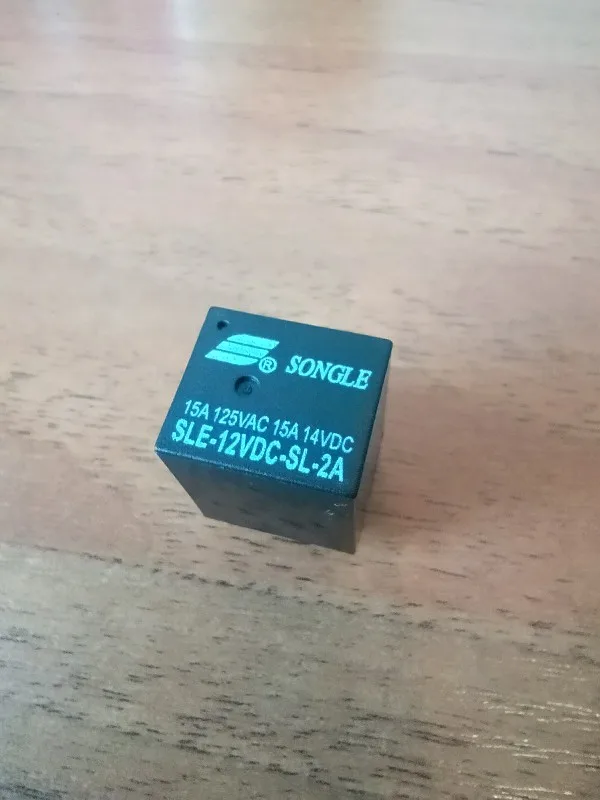 ® SONGLE
15A 125VAC 15A 14VDC
SLE-12VDC-SL-2A